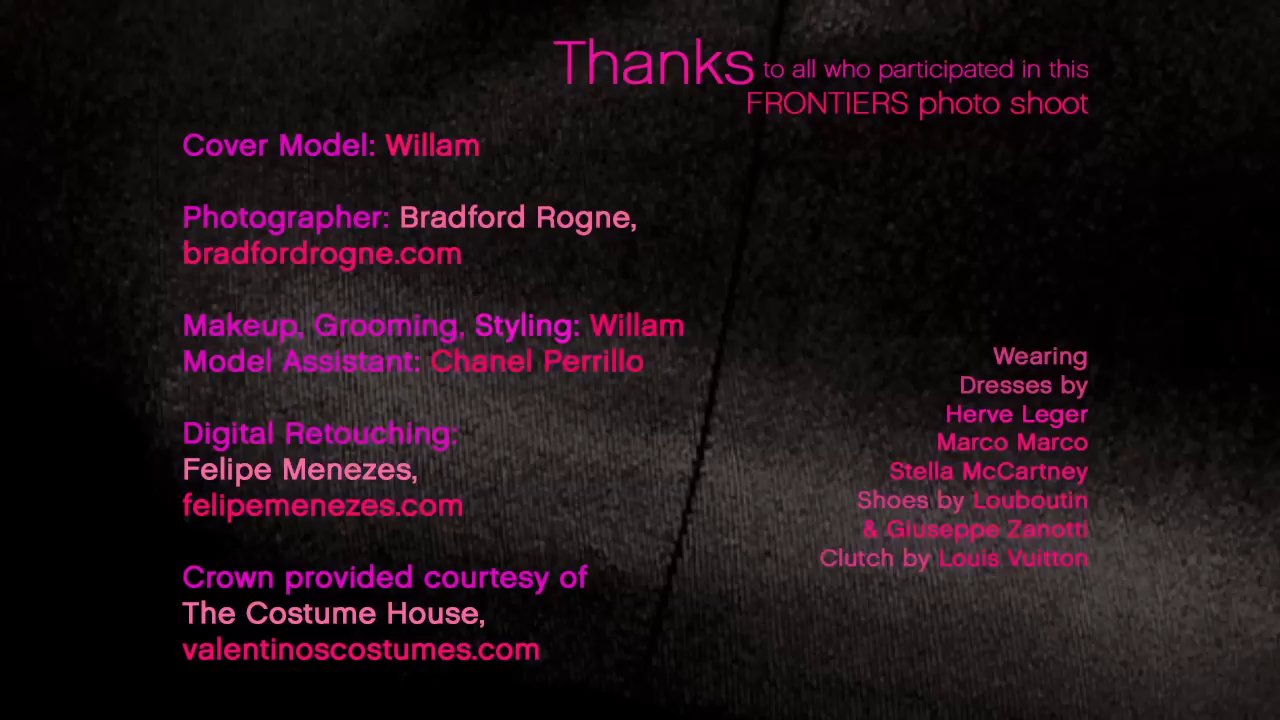 Thanks to all who participated in this
FRONTIERS photo shoot
Cover Model: Willam
Photographer: Bradford Rogne,
bradfordrogne.com
Makeup, Grooming, Styling: Willam
Model Assistant: Chanel Perrillo
Digital Retouching:
Felipe Menezes,
felipemenezes.com
Crown provided courtesy of
The Costume House,
valentinoscostumes.com
Wearing
Dresses by
Herve Leger
Marco Marco
Stella McCartney
Shoes by Louboutin
& Giuseppe Zanotti
Clutch by Louis Vuitton